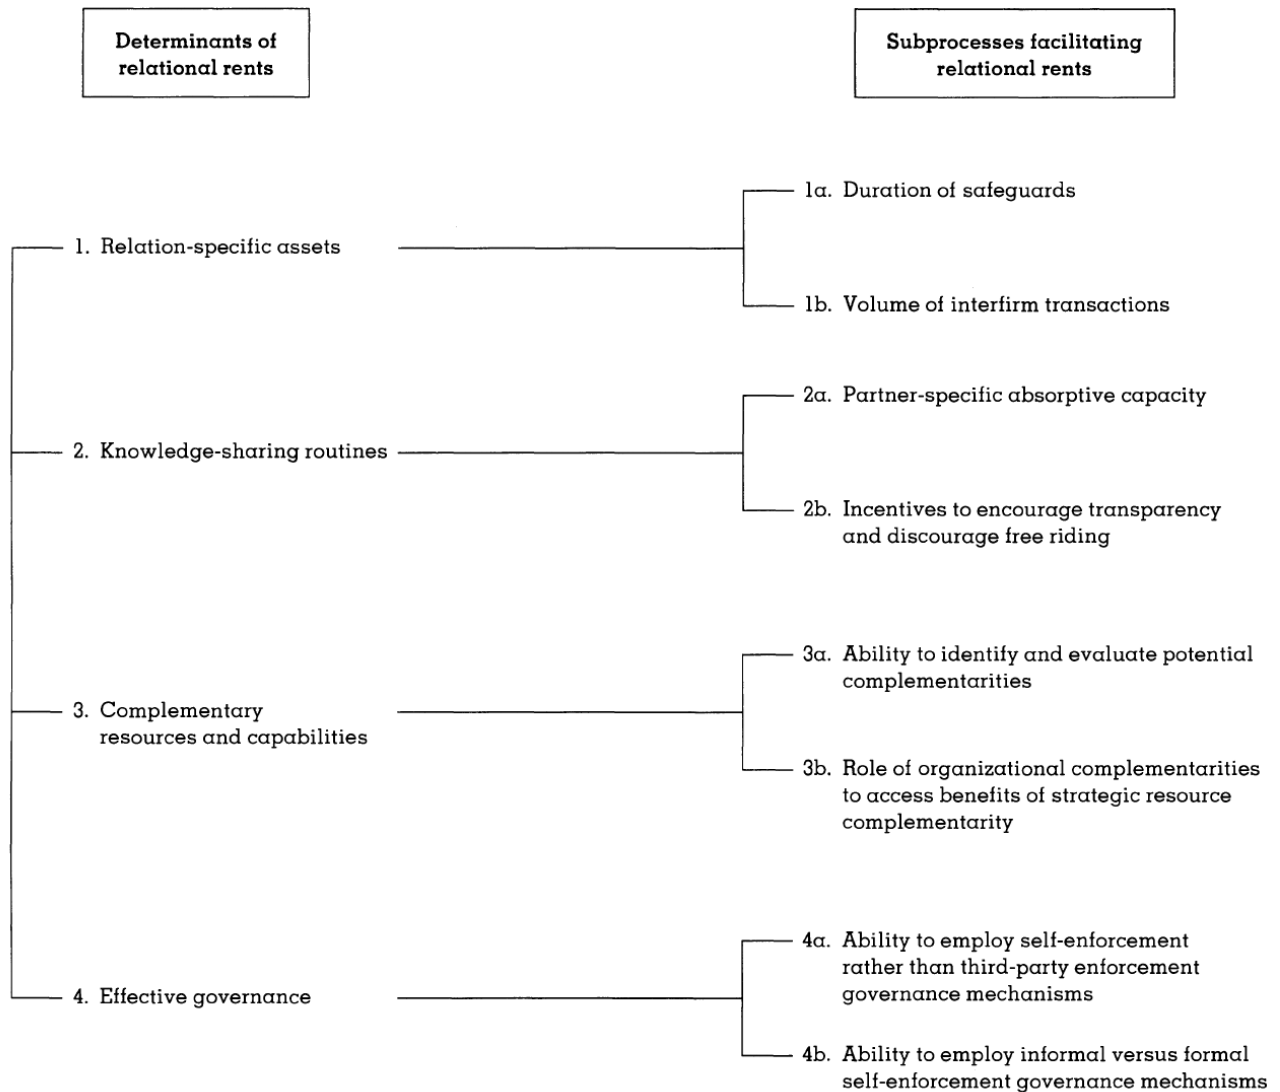 Determinants of
relational rents
Subprocesses facilitating
relational rents
1. Relation-specific assets
1a. Duration of safeguards
1b. Volume of interfirm transactions
2. Knowledge-sharing routines
2a. Partner-specific absorptive capacity
2b. Incentives to encourage transparency
and discourage free riding
3. Complementary
resources and capabilities
3a. Ability to identify and evaluate potential
complementarities
3b. Role of organizational complementarities
to access benefits of strategic resource
complementarity
4. Effective governance
4a. Ability to employ self-enforcement
rather than third-party enforcement
governance mechanisms
4b. Ability to employ informal versus formal
self-enforcement governance mechanisms